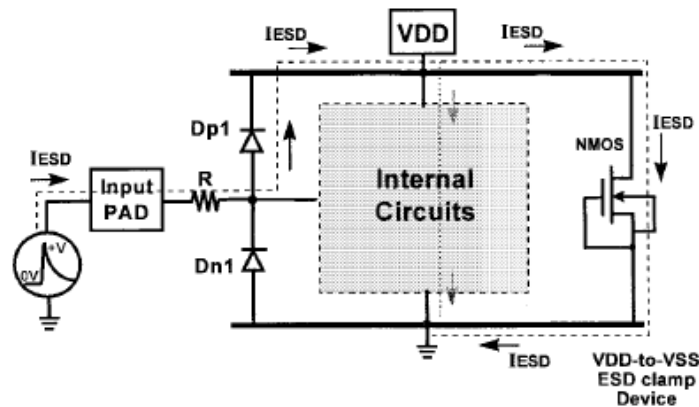 IESD
VDD
IESD
Dp1
NMOS
IESD
IESD
Input
PAD
R
Internal
Circuits
+V
0V
Dn1
IESD
VDD-to-VSS
ESD clamp
Device